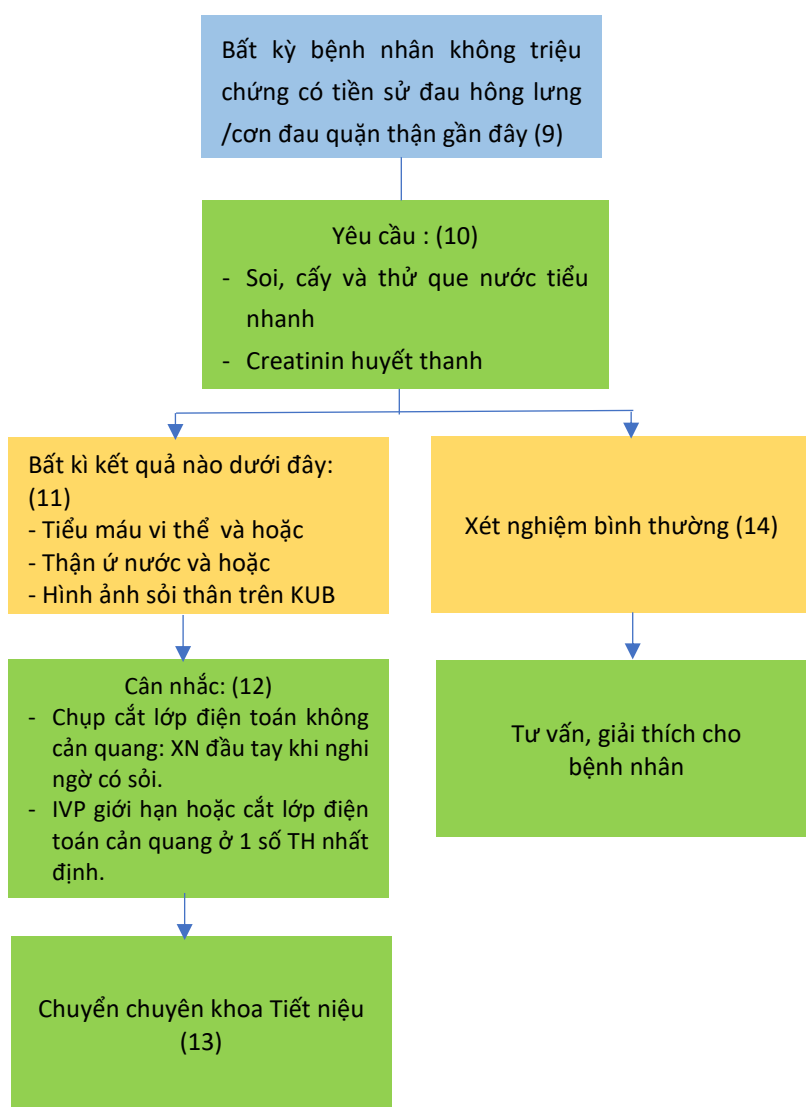 Bất kỳ bệnh nhân không triệu
chứng có tiền sử đau hông lưng
/cơn đau quặn thận gần đây (9)
Yêu cầu : (10)
- Soi, cấy và thử que nước tiểu
nhanh
- Creatinin huyết thanh
Bất kì kết quả nào dưới đây:
(11)
- Tiểu máu vi thể và hoặc
- Thận ứ nước và hoặc
- Hình ảnh sỏi thân trên KUB
Xét nghiệm bình thường (14)
Cân nhắc: (12)
- Chụp cắt lớp điện toán không
cản quang: XN đầu tay khi nghi
ngờ có sỏi.
- IVP giới hạn hoặc cắt lớp điện
toán cản quang ở 1 số TH nhất
định.
Tư vấn, giải thích cho
bệnh nhân
Chuyển chuyên khoa Tiết niệu
(13)